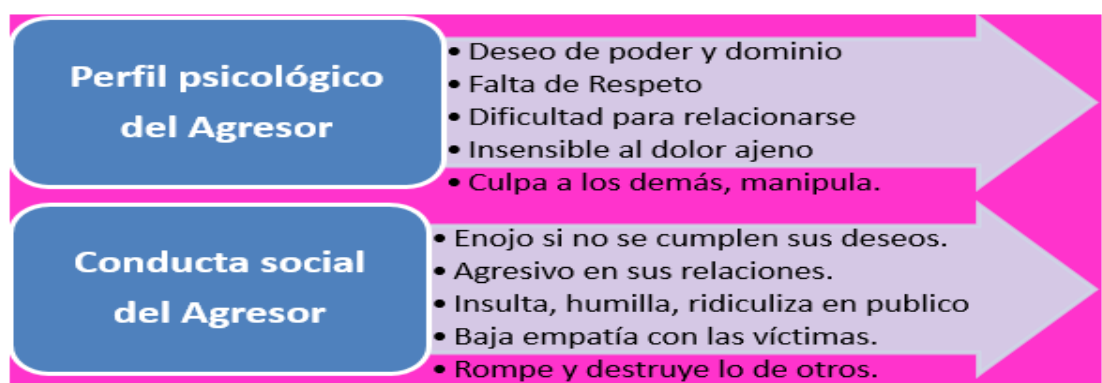 Perfil psicológico
del Agresor
• Deseo de poder y dominio
• Falta de Respeto
• Dificultad para relacionarse
• Insensible al dolor ajeno
• Culpa a los demás, manipula.
Conducta social
del Agresor
• Enojo si no se cumplen sus deseos.
• Agresivo en sus relaciones.
• Insulta, humilla, ridiculiza en publico
• Baja empatía con las víctimas.
• Rompe y destruye lo de otros.